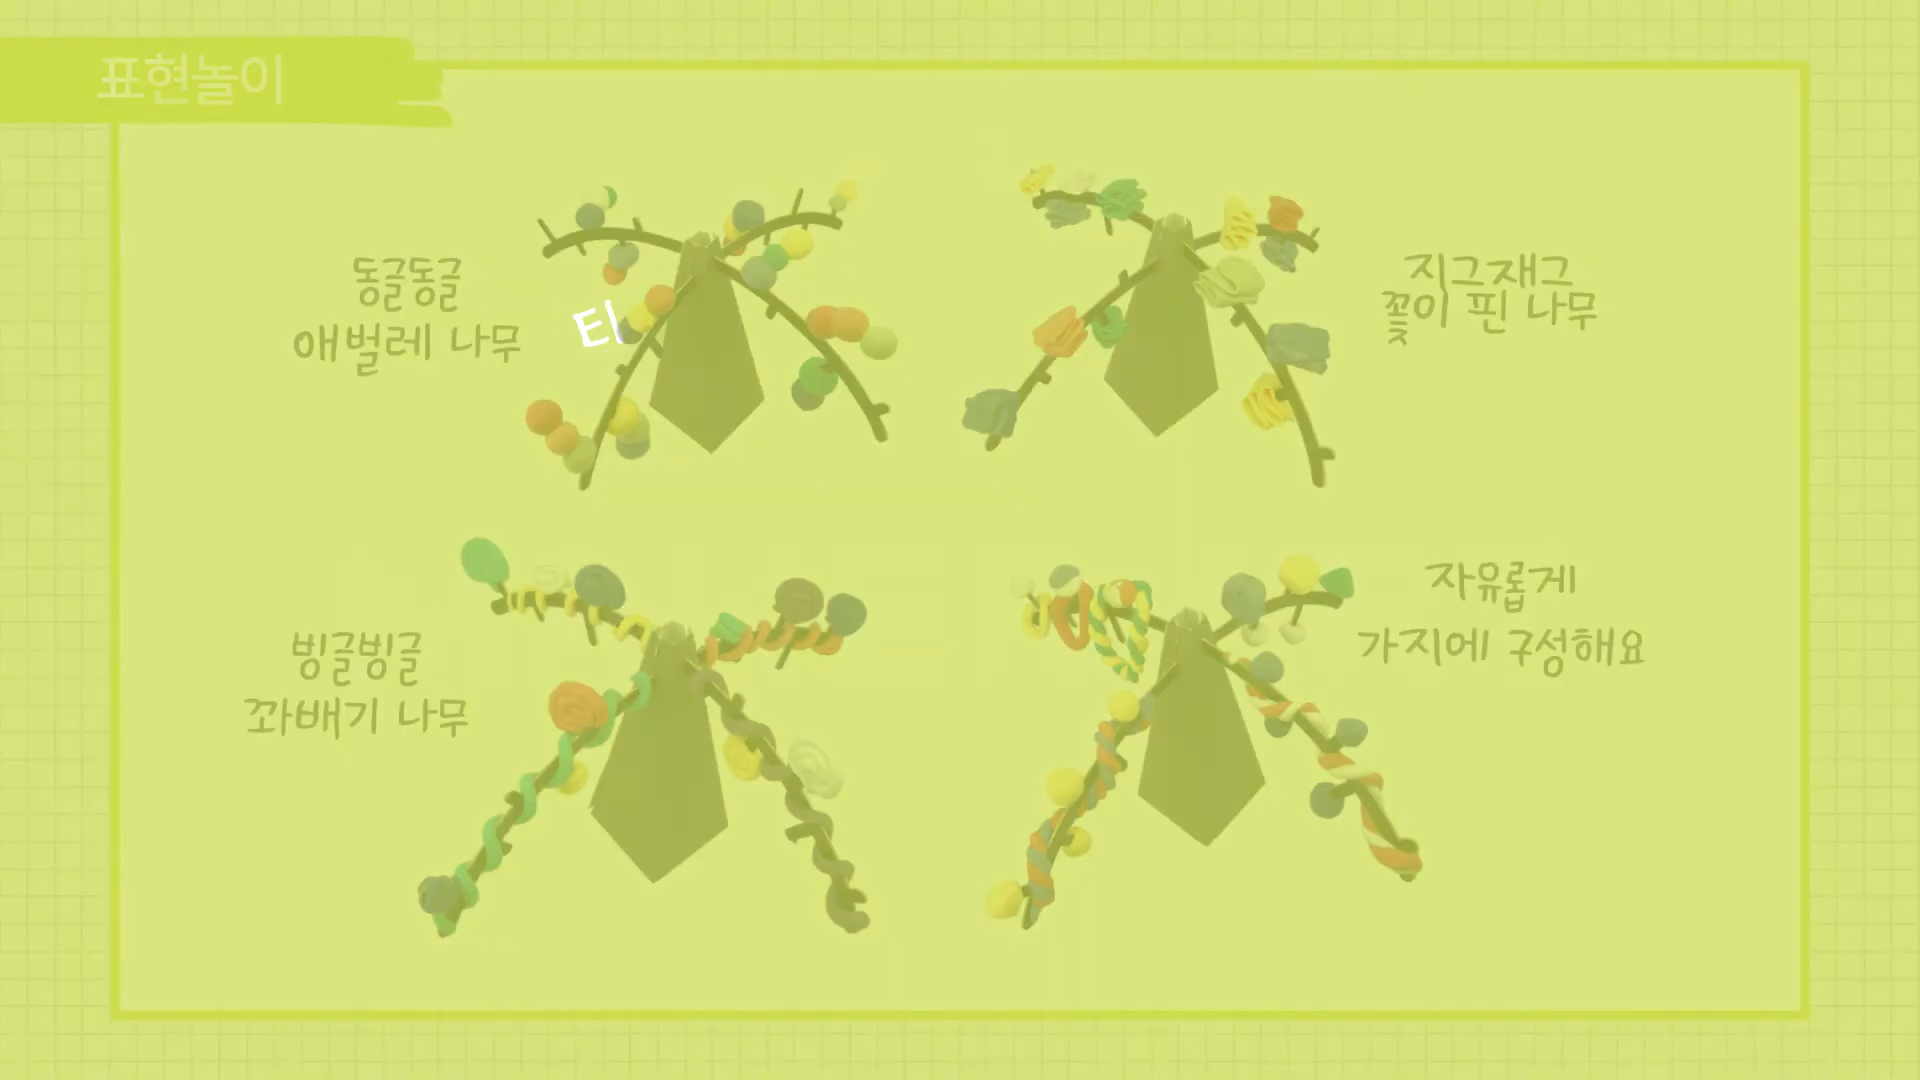 표현놀이
동글동글
애벌레 나무
티
지그재그
꽃이 핀 나무
빙글빙글
꽈배기 나무
자유롭게
가지에 구성해요